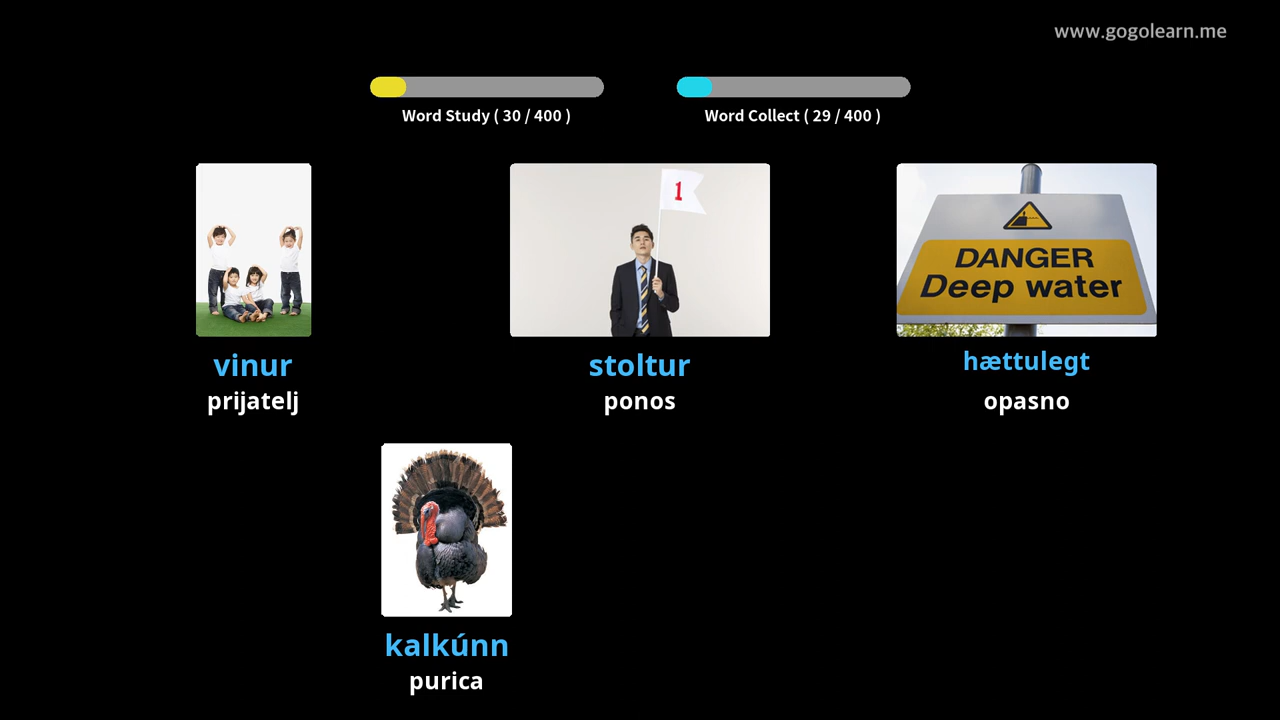 www.gogolearn.me
Word Study ( 30 / 400 )
Word Collect ( 29 / 400 )
1
DANGER
Deep water
vinur
prijatelj
stoltur
ponos
hættulegt
opasno
kalkúnn
purica